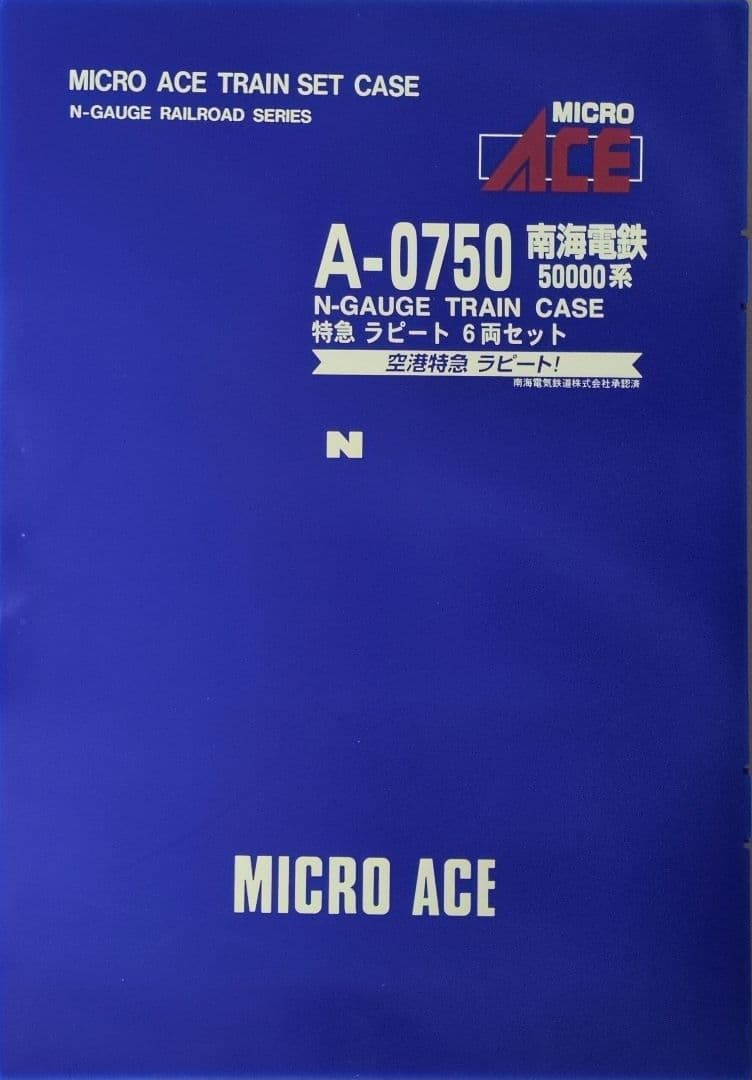 MICRO ACE TRAIN SET CASE
N-GAUGE RAILROAD SERIES
MICRO
ACE
A-0750 南海電鉄
50000系
N-GAUGE TRAIN CASE
特急 ラピート 6両セット
空港特急 ラピート!
南海電気鉄道株式会社承認済
N
MICRO ACE